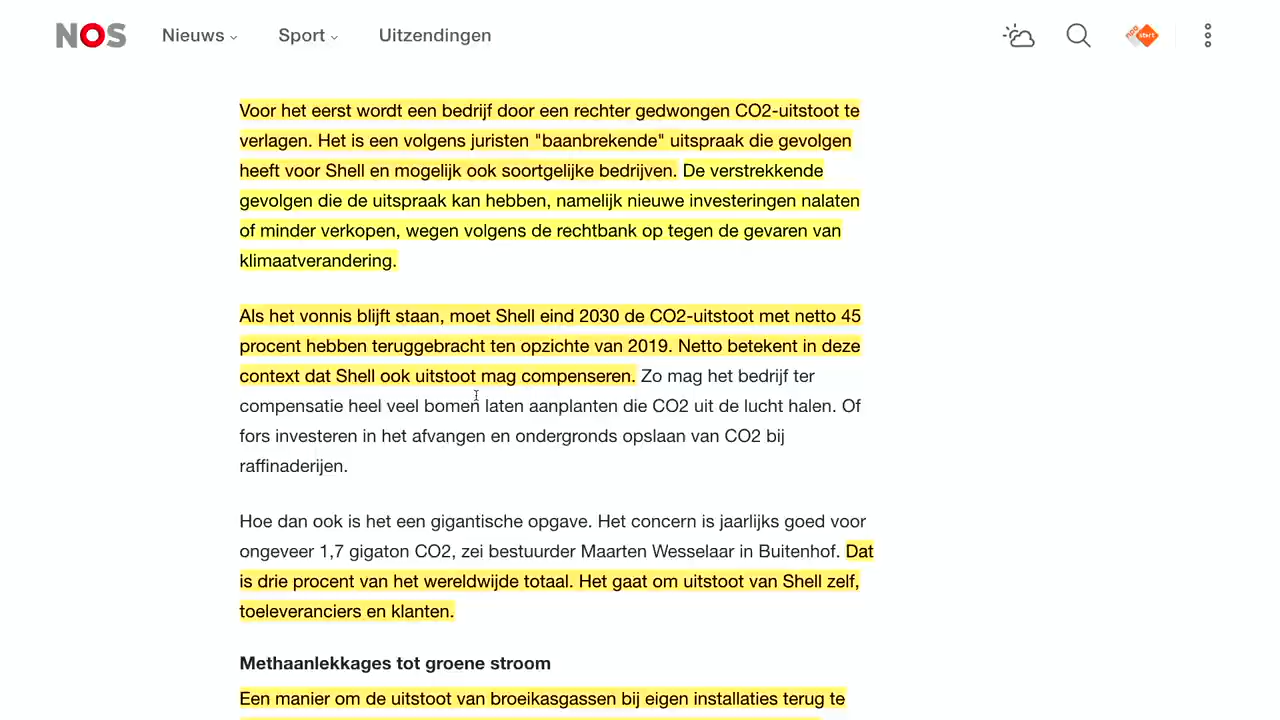 NOS Nieuws Sport Uitzendingen
npo start
Voor het eerst wordt een bedrijf door een rechter gedwongen CO2-uitstoot te
verlagen. Het is een volgens juristen "baanbrekende" uitspraak die gevolgen
heeft voor Shell en mogelijk ook soortgelijke bedrijven. De verstrekkende
gevolgen die de uitspraak kan hebben, namelijk nieuwe investeringen nalaten
of minder verkopen, wegen volgens de rechtbank op tegen de gevaren van
klimaatverandering.
Als het vonnis blijft staan, moet Shell eind 2030 de CO2-uitstoot met netto 45
procent hebben teruggebracht ten opzichte van 2019. Netto betekent in deze
context dat Shell ook uitstoot mag compenseren. Zo mag het bedrijf ter
compensatie heel veel bomen laten aanplanten die CO2 uit de lucht halen. Of
fors investeren in het afvangen en ondergronds opslaan van CO2 bij
raffinaderijen.
Hoe dan ook is het een gigantische opgave. Het concern is jaarlijks goed voor
ongeveer 1,7 gigaton CO2, zei bestuurder Maarten Wesselaar in Buitenhof. Dat
is drie procent van het wereldwijde totaal. Het gaat om uitstoot van Shell zelf,
toeleveranciers en klanten.
Methaanlekkages tot groene stroom
Een manier om de uitstoot van broeikasgassen bij eigen installaties terug te